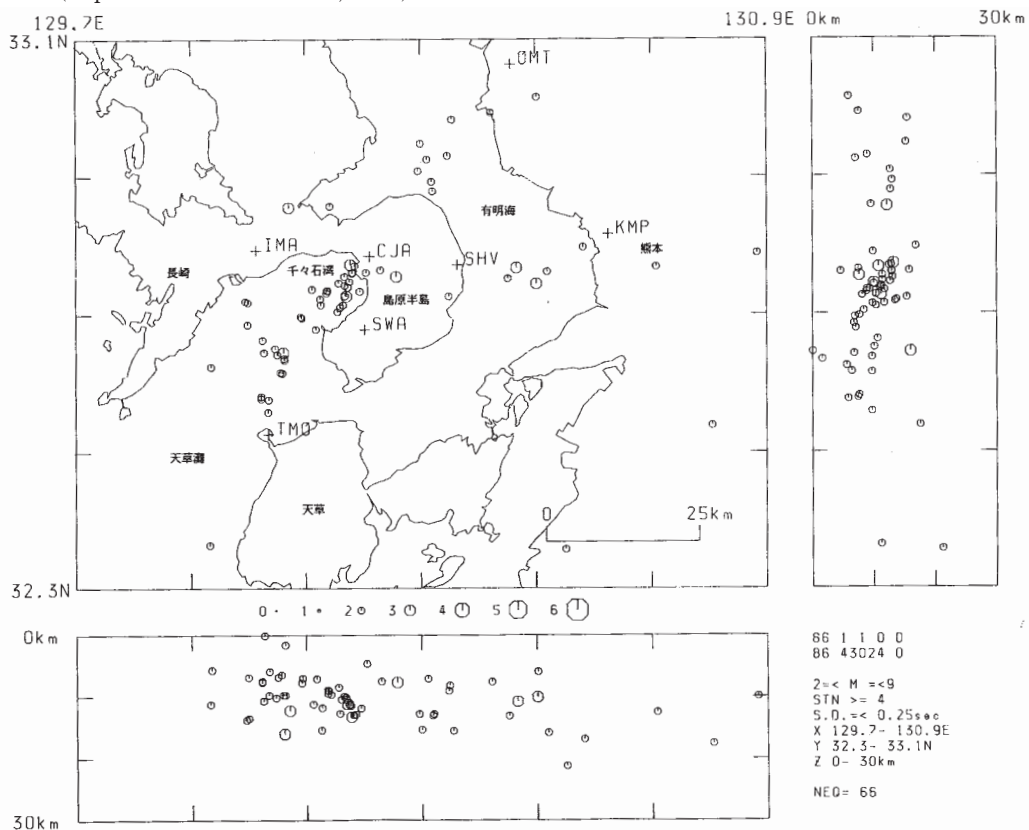 129.7E
130.9E 0km
30km
33.1N
+OMT
有明海
+KMP
+IMA
+CJA
熊本
+SHV
千々石湾
長崎
島原半島
+SWA
+TMO
天草灘
0
25km
天草
32.3N
0 1 2 3 4 5 6
0km
86 1 1 0 0
86 43024 0
2=< M =<9
STN >= 4
S.D.=< 0.25sec
X 129.7- 130.9E
Y 32.3- 33.1N
Z 0- 30km
NEQ= 66
30km